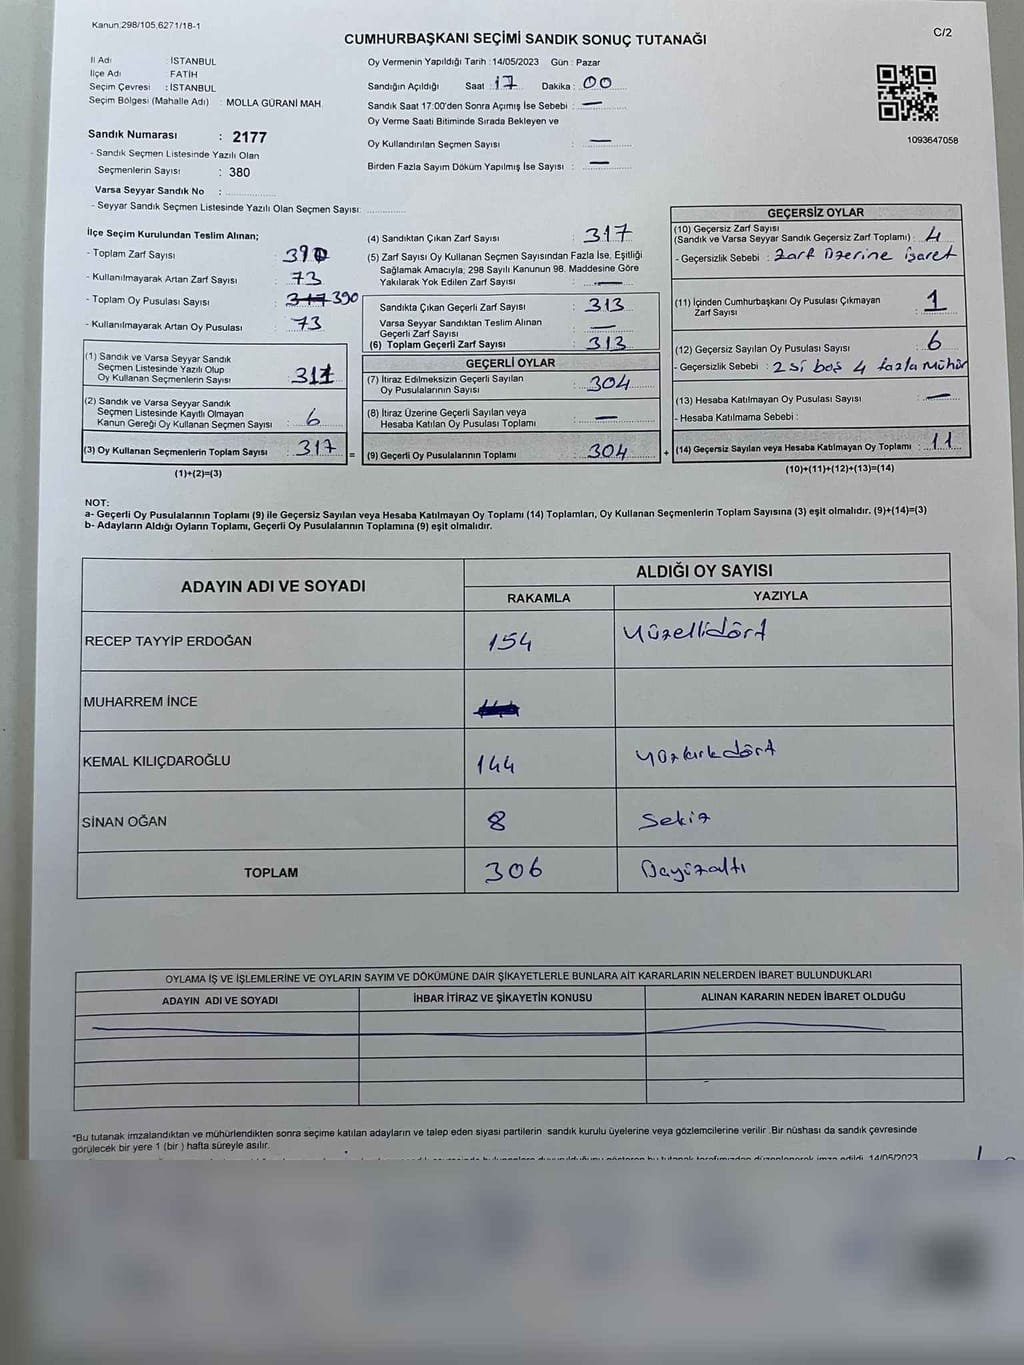 Kanun:298/105,6271/18-1
C/2
CUMHURBAŞKANI SEÇİMİ SANDIK SONUÇ TUTANAĞI
İl Adı : İSTANBUL
İlçe Adı : FATİH
Seçim Çevresi : İSTANBUL
Seçim Bölgesi (Mahalle Adı) : MOLLA GÜRANİ MAH.
Sandık Numarası : 2177
- Sandık Seçmen Listesinde Yazılı Olan
Seçmenlerin Sayısı : 380
Varsa Seyyar Sandık No :
- Seyyar Sandık Seçmen Listesinde Yazılı Olan Seçmen Sayısı:
Oy Vermenin Yapıldığı Tarih : 14/05/2023 Gün : Pazar
Sandığın Açıldığı Saat : 17 Dakika : 00
Sandık Saat 17:00'den Sonra Açımış İse Sebebi : —
Oy Verme Saati Bitiminde Sırada Bekleyen ve
Oy Kullandırılan Seçmen Sayısı : —
Birden Fazla Sayım Döküm Yapılmış İse Sayısı : —
1093647058
İlçe Seçim Kurulundan Teslim Alınan;
- Toplam Zarf Sayısı : 390
- Kullanılmayarak Artan Zarf Sayısı : 73
- Toplam Oy Pusulası Sayısı : 317 390
- Kullanılmayarak Artan Oy Pusulası : 73
(1) Sandık ve Varsa Seyyar Sandık
Seçmen Listesinde Yazılı Olup
Oy Kullanan Seçmenlerin Sayısı : 311
(2) Sandık ve Varsa Seyyar Sandık
Seçmen Listesinde Kayıtlı Olmayan
Kanun Gereği Oy Kullanan Seçmen Sayısı : 6
(3) Oy Kullanan Seçmenlerin Toplam Sayısı : 317
(1)+(2)=(3)
(4) Sandıktan Çıkan Zarf Sayısı : 317
(5) Zarf Sayısı Oy Kullanan Seçmen Sayısından Fazla İse, Eşitliği
Sağlamak Amacıyla; 298 Sayılı Kanunun 98. Maddesine Göre
Yakılarak Yok Edilen Zarf Sayısı : —
Sandıkta Çıkan Geçerli Zarf Sayısı : 313
Varsa Seyyar Sandıktan Teslim Alınan
Geçerli Zarf Sayısı : —
(6) Toplam Geçerli Zarf Sayısı : 313
GEÇERLİ OYLAR
(7) İtiraz Edilmeksizin Geçerli Sayılan
Oy Pusulalarının Sayısı : 304
(8) İtiraz Üzerine Geçerli Sayılan veya
Hesaba Katılan Oy Pusulası Toplamı : —
= (9) Geçerli Oy Pusulalarının Toplamı : 304
GEÇERSİZ OYLAR
(10) Geçersiz Zarf Sayısı
(Sandık ve Varsa Seyyar Sandık Geçersiz Zarf Toplamı) : 4
- Geçersizlik Sebebi : Zarf Üzerine işaret
(11) İçinden Cumhurbaşkanı Oy Pusulası Çıkmayan
Zarf Sayısı : 1
(12) Geçersiz Sayılan Oy Pusulası Sayısı : 6
- Geçersizlik Sebebi : 2 si boş 4 fazla mühür
(13) Hesaba Katılmayan Oy Pusulası Sayısı : —
- Hesaba Katılmama Sebebi :
+ (14) Geçersiz Sayılan veya Hesaba Katılmayan Oy Toplamı : 11
(10)+(11)+(12)+(13)=(14)
NOT:
a- Geçerli Oy Pusulalarının Toplamı (9) ile Geçersiz Sayılan veya Hesaba Katılmayan Oy Toplamı (14) Toplamları, Oy Kullanan Seçmenlerin Toplam Sayısına (3) eşit olmalıdır. (9)+(14)=(3)
b- Adayların Aldığı Oyların Toplamı, Geçerli Oy Pusulalarının Toplamına (9) eşit olmalıdır.
ADAYIN ADI VE SOYADI
ALDIĞI OY SAYISI
RAKAMLA YAZIYLA
RECEP TAYYİP ERDOĞAN 154 Yüzellidört
MUHARREM İNCE
KEMAL KILIÇDAROĞLU 144 Yüzkırkdört
SİNAN OĞAN 8 Sekiz
TOPLAM 306 Üçyüzaltı
OYLAMA İŞ VE İŞLEMLERİNE VE OYLARIN SAYIM VE DÖKÜMÜNE DAİR ŞİKAYETLERLE BUNLARA AİT KARARLARIN NELERDEN İBARET BULUNDUKLARI
ADAYIN ADI VE SOYADI İHBAR İTİRAZ VE ŞİKAYETİN KONUSU ALINAN KARARIN NEDEN İBARET OLDUĞU
*Bu tutanak imzalandıktan ve mühürlendikten sonra seçime katılan adayların ve talep eden siyasi partilerin sandık kurulu üyelerine veya gözlemcilerine verilir. Bir nüshası da sandık çevresinde
görülecek bir yere 1 (bir ) hafta süreyle asılır.
14/05/2023